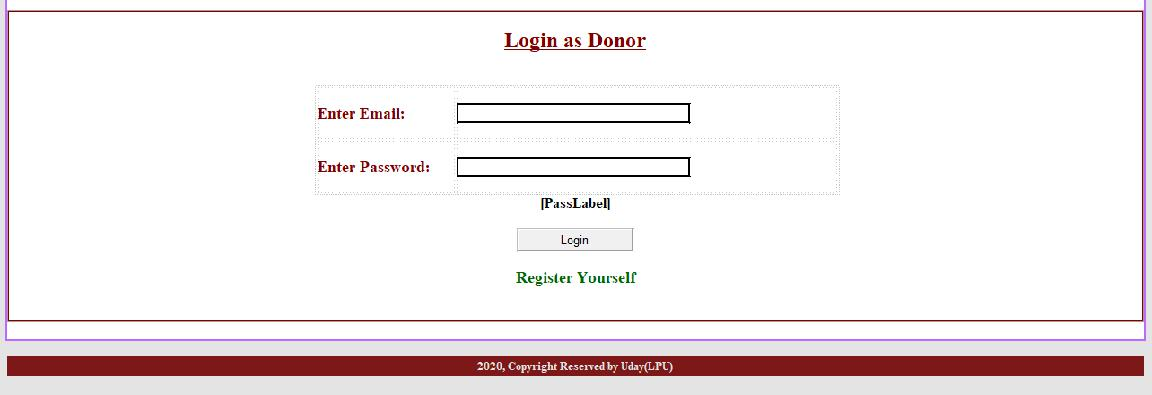 Login as Donor
Enter Email:
Enter Password:
[PassLabel]
Login
Register Yourself
2020, Copyright Reserved by Uday(LPU)